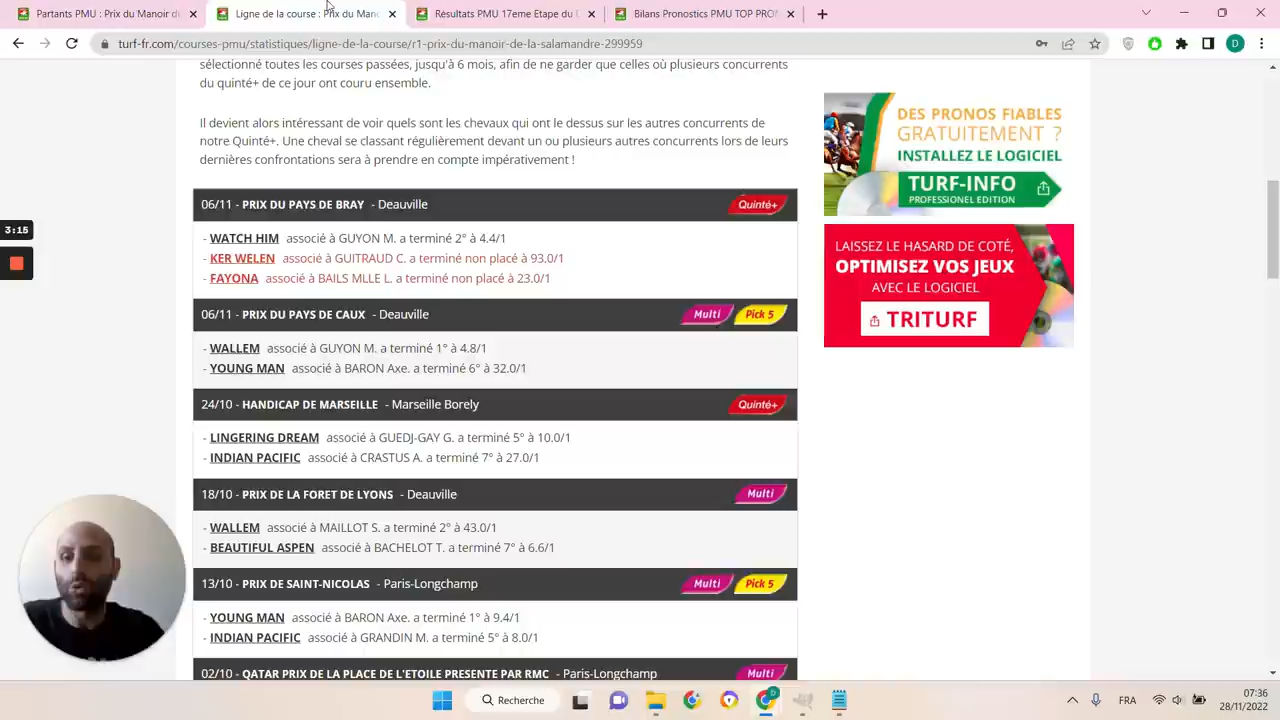 PMU : Prix du Manoir
Ligne de la course : Prix du Man
Résultats PMU 17eme Etape du
Bilans Pronostics PMU TOP PRO
turf-fr.com/courses-pmu/statistiques/ligne-de-la-course/r1-prix-du-manoir-de-la-salamandre-299959
D
sélectionné toutes les courses passées, jusqu'à 6 mois, afin de ne garder que celles où plusieurs concurrents
du quinté+ de ce jour ont couru ensemble.
Il devient alors intéressant de voir quels sont les chevaux qui ont le dessus sur les autres concurrents de
notre Quinté+. Une cheval se classant régulièrement devant un ou plusieurs autres concurrents lors de leurs
dernières confrontations sera à prendre en compte impérativement !
06/11 - PRIX DU PAYS DE BRAY - Deauville Quinté+
- WATCH HIM associé à GUYON M. a terminé 2° à 4.4/1
- KER WELEN associé à GUITRAUD C. a terminé non placé à 93.0/1
- FAYONA associé à BAILS MLLE L. a terminé non placé à 23.0/1
06/11 - PRIX DU PAYS DE CAUX - Deauville Multi Pick 5
- WALLEM associé à GUYON M. a terminé 1° à 4.8/1
- YOUNG MAN associé à BARON Axe. a terminé 6° à 32.0/1
24/10 - HANDICAP DE MARSEILLE - Marseille Borely Quinté+
- LINGERING DREAM associé à GUEDJ-GAY G. a terminé 5° à 10.0/1
- INDIAN PACIFIC associé à CRASTUS A. a terminé 7° à 27.0/1
18/10 - PRIX DE LA FORET DE LYONS - Deauville Multi
- WALLEM associé à MAILLOT S. a terminé 2° à 43.0/1
- BEAUTIFUL ASPEN associé à BACHELOT T. a terminé 7° à 6.6/1
13/10 - PRIX DE SAINT-NICOLAS - Paris-Longchamp Multi Pick 5
- YOUNG MAN associé à BARON Axe. a terminé 1° à 9.4/1
- INDIAN PACIFIC associé à GRANDIN M. a terminé 5° à 8.0/1
02/10 - QATAR PRIX DE LA PLACE DE L'ETOILE PRESENTE PAR RMC - Paris-Longchamp Multi
DES PRONOS FIABLES
GRATUITEMENT ?
INSTALLEZ LE LOGICIEL
TURF-INFO
PROFESSIONEL EDITION
LAISSEZ LE HASARD DE COTÉ,
OPTIMISEZ VOS JEUX
AVEC LE LOGICIEL
TRITURF
3:15
Recherche
FRA
07:36
28/11/2022